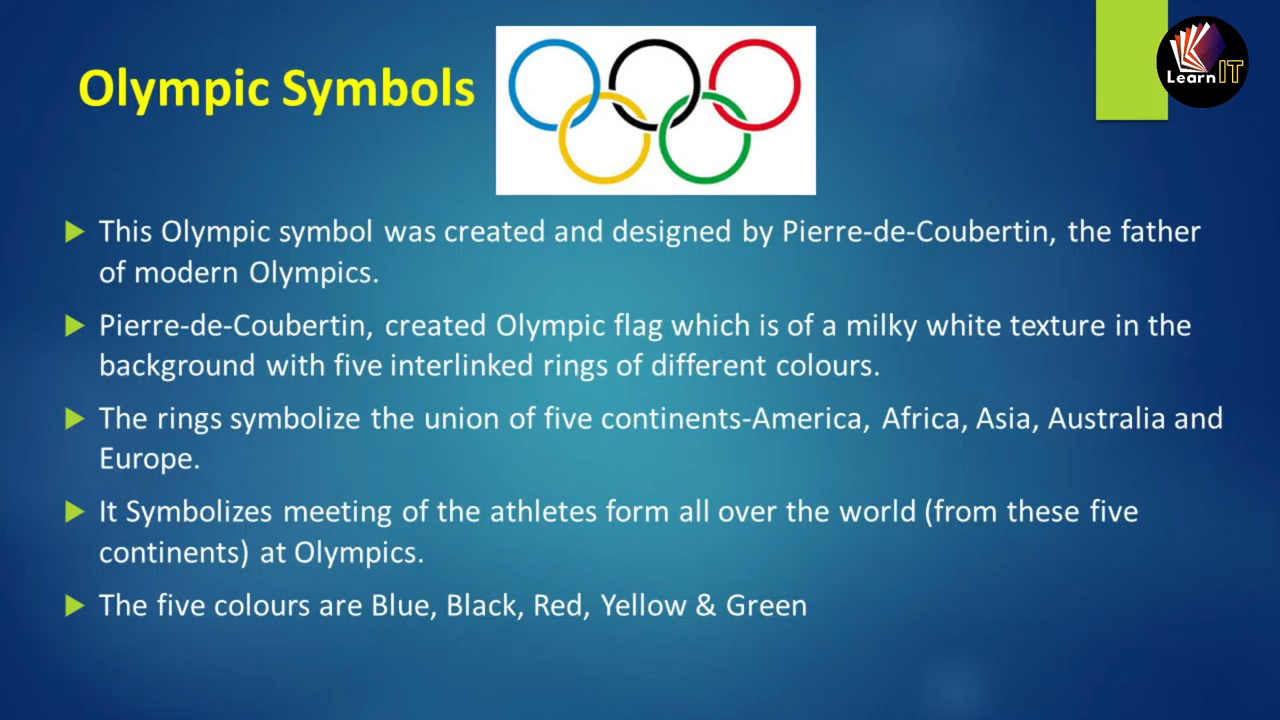 Olympic Symbols
Learn IT
This Olympic symbol was created and designed by Pierre-de-Coubertin, the father
of modern Olympics.
Pierre-de-Coubertin, created Olympic flag which is of a milky white texture in the
background with five interlinked rings of different colours.
The rings symbolize the union of five continents-America, Africa, Asia, Australia and
Europe.
It Symbolizes meeting of the athletes form all over the world (from these five
continents) at Olympics.
The five colours are Blue, Black, Red, Yellow & Green